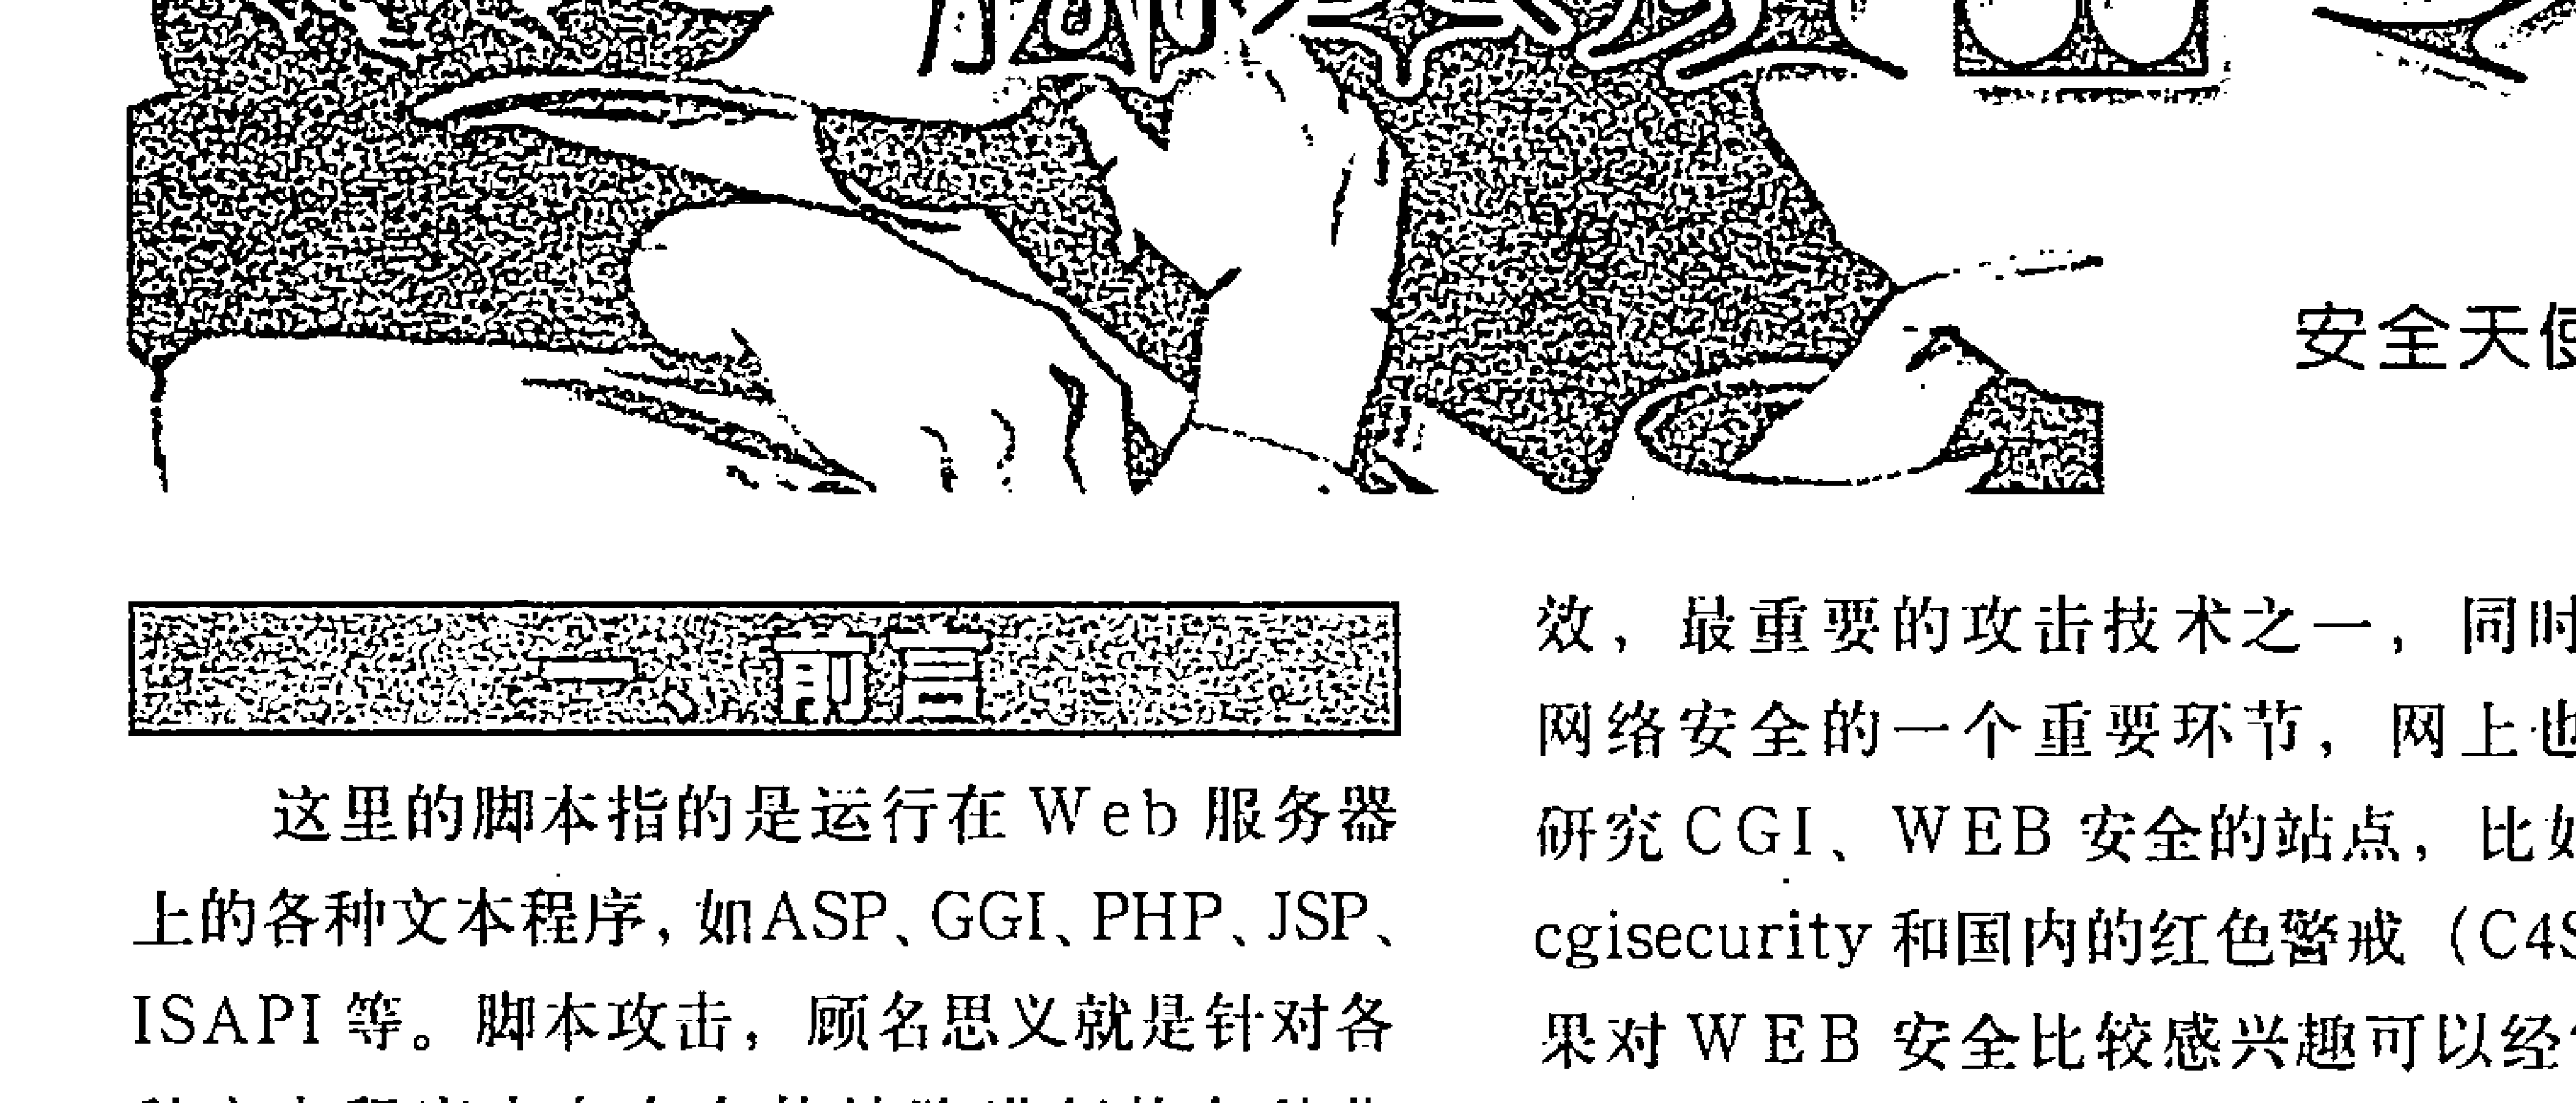 安全天使
一、前言
这里的脚本指的是运行在 Web 服务器
上的各种文本程序，如ASP、GGI、PHP、JSP、
ISAPI 等。脚本攻击，顾名思义就是针对各
效，最重要的攻击技术之一，同时
网络安全的一个重要环节，网上也
研究 CGI、WEB 安全的站点，比如
cgisecurity 和国内的红色警戒（C4S
果对 WEB 安全比较感兴趣可以经